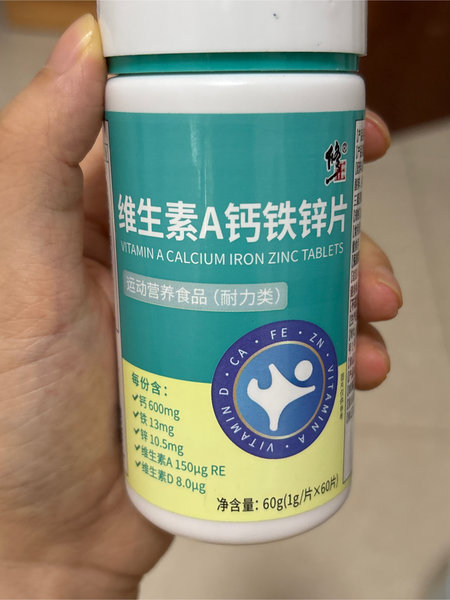 修正®
维生素A钙铁锌片
VITAMIN A CALCIUM IRON ZINC TABLETS
运动营养食品（耐力类）
VITAMIN D · CA · FE · ZN · VITAMIN A ·
每份含：
✓钙 600mg
✓铁 13mg
✓锌 10.5mg
✓维生素A 150μg RE
✓维生素D 8.0μg
净含量：60g(1g/片×60片)